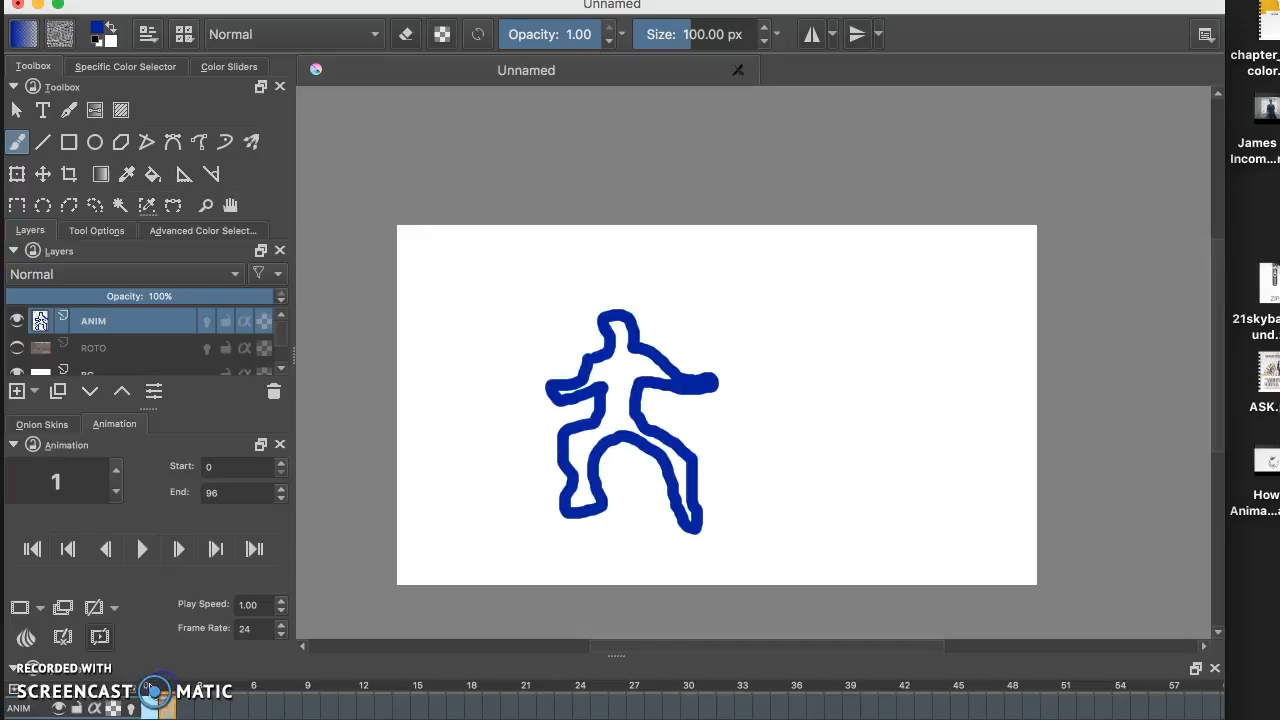 Unnamed
Normal
Opacity: 1.00
Size: 100.00 px
Toolbox
Specific Color Selector
Color Sliders
Unnamed
Toolbox
Layers
Tool Options
Advanced Color Select...
Layers
Normal
Opacity: 100%
ANIM
ROTO
Onion Skins
Animation
Animation
1
Start: 0
End: 96
Play Speed: 1.00
Frame Rate: 24
RECORDED WITH
SCREENCAST MATIC
6 9 12 15 18 21 24 27 30 33 36 39 42 45 48 51 54 57
ANIM
chapter_
color.
James
Incom...
21skyba
und.
ASK.
How
Anima...